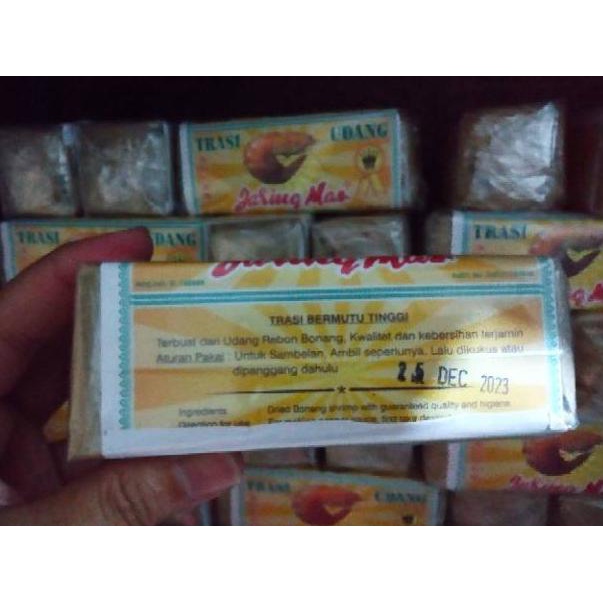 TRASI UDANG
Jaring Mas
TRASI UDANG
TRASI
Jaring Mas
TRASI BERMUTU TINGGI
Terbuat dari Udang Rebon Bonang, Kwalitet dan kebersihan terjamin
Aturan Pakai : Untuk Sambelan, Ambil seperlunya. Lalu dikukus atau
dipanggang dahulu
25 DEC 2023
Ingredients Dried Bonang shrimp with guaranteed quality and higiene
Direction for use
TRASI UDANG